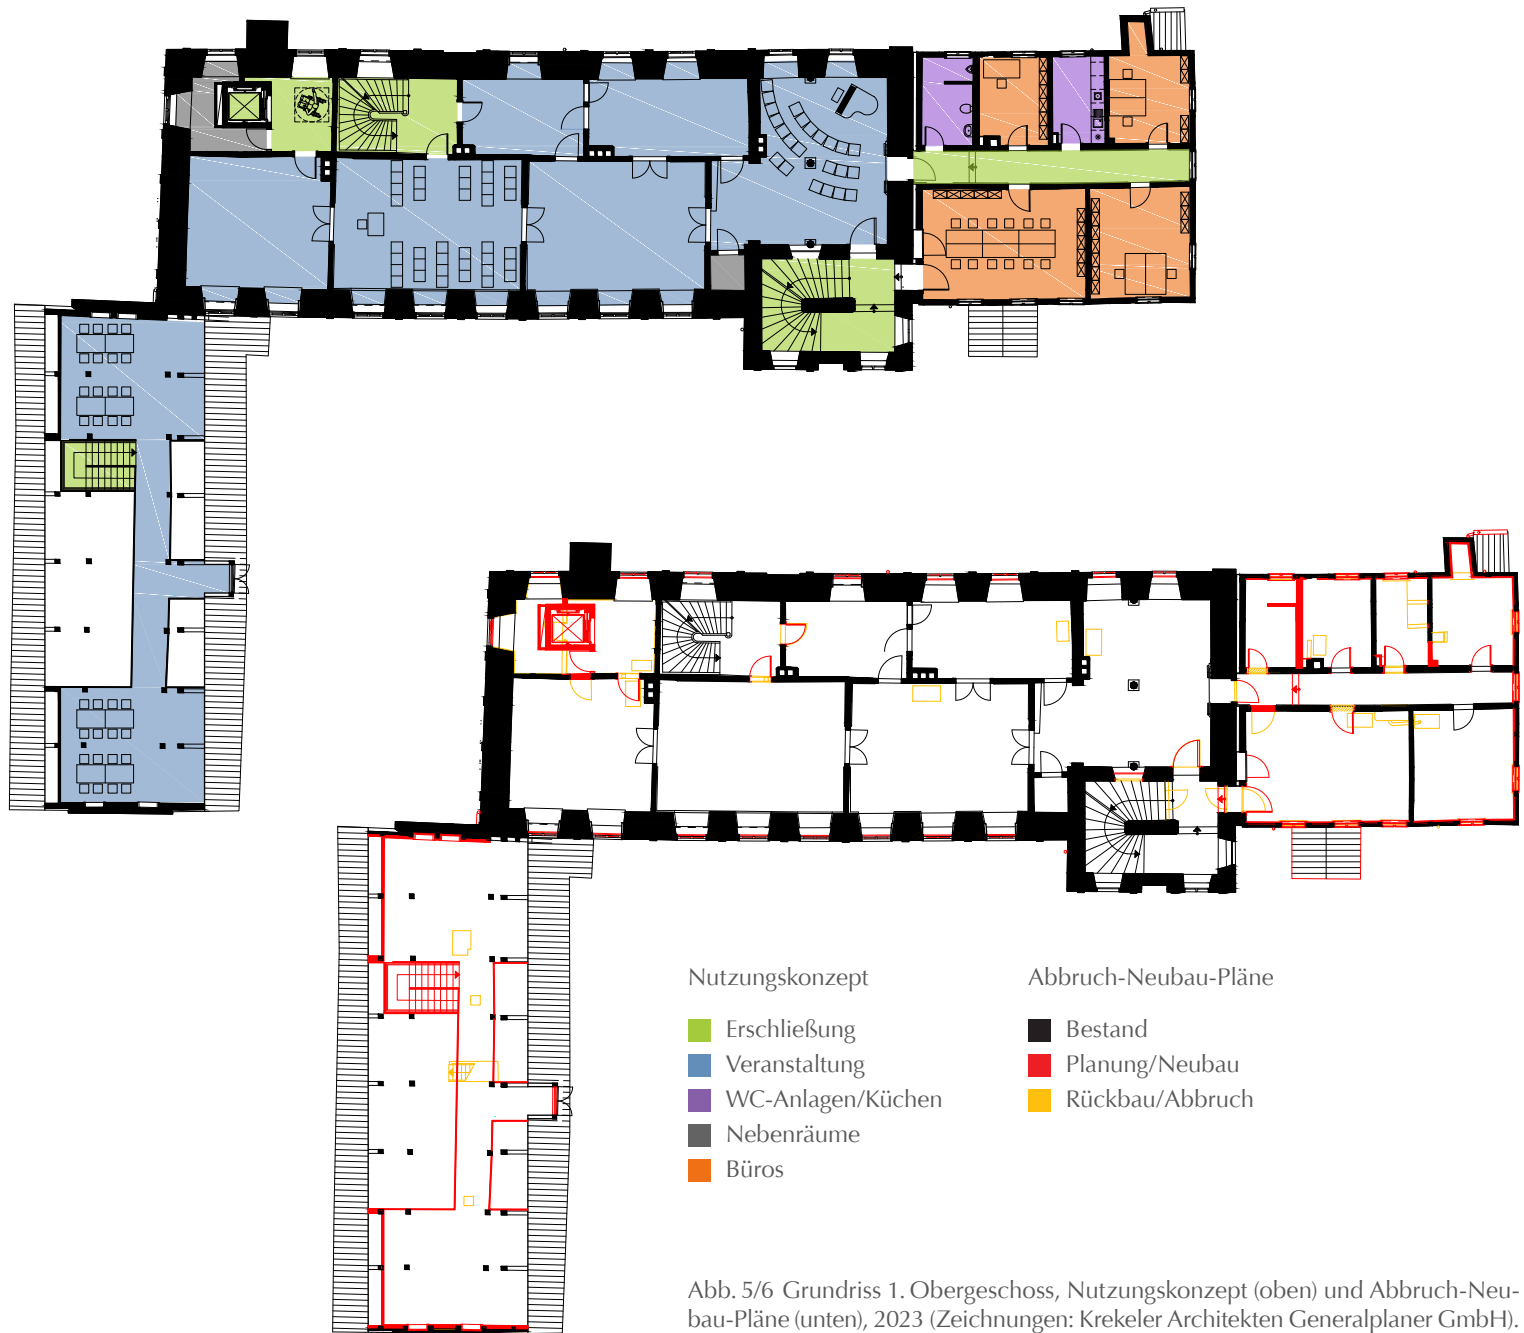 Nutzungskonzept
Erschließung
Veranstaltung
WC-Anlagen/Küchen
Nebenräume
Büros
Abbruch-Neubau-Pläne
Bestand
Planung/Neubau
Rückbau/Abbruch
Abb. 5/6 Grundriss 1. Obergeschoss, Nutzungskonzept (oben) und Abbruch-Neu-
bau-Pläne (unten), 2023 (Zeichnungen: Krekeler Architekten Generalplaner GmbH).